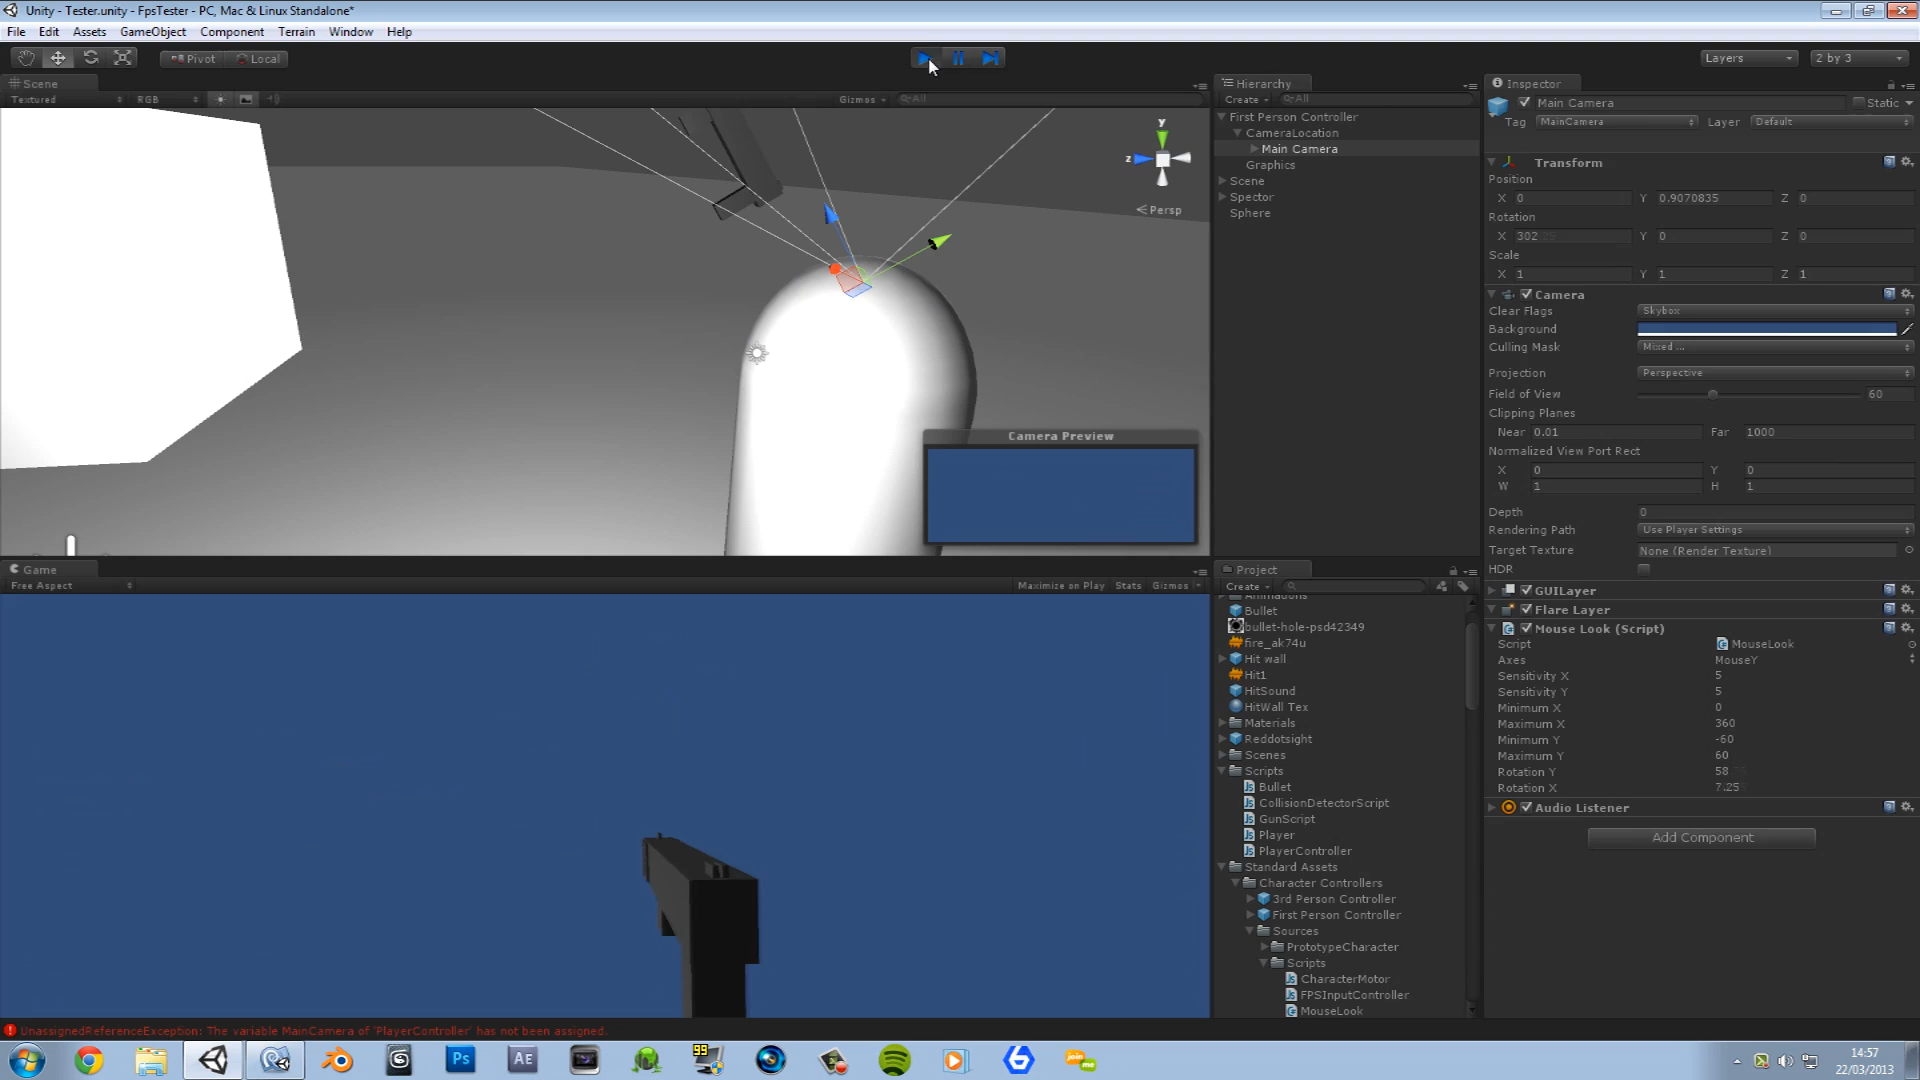 Unity - Tester.unity - FpsTester - PC, Mac & Linux Standalone*
File Edit Assets GameObject Component Terrain Window Help
Pivot Local Layers 2 by 3
Scene
Textured RGB Gizmos All
y
z
Persp
Camera Preview
Hierarchy
Create All
First Person Controller
CameraLocation
Main Camera
Graphics
Scene
Spector
Sphere
Inspector
Main Camera Static
Tag MainCamera Layer Default
Transform
Position
X 0 Y 0.9070835 Z 0
Rotation
X 302 Y 0 Z 0
Scale
X 1 Y 1 Z 1
Camera
Clear Flags Skybox
Background
Culling Mask Mixed ...
Projection Perspective
Field of View 60
Clipping Planes
Near 0.01 Far 1000
Normalized View Port Rect
X 0 Y 0
W 1 H 1
Depth 0
Rendering Path Use Player Settings
Target Texture None (Render Texture)
HDR
GUILayer
Flare Layer
Mouse Look (Script)
Script MouseLook
Axes MouseY
Sensitivity X 5
Sensitivity Y 5
Minimum X 0
Maximum X 360
Minimum Y -60
Maximum Y 60
Rotation Y 58
Rotation X 7.25
Audio Listener
Add Component
Game
Free Aspect Maximize on Play Stats Gizmos
Project
Create
Animations
Bullet
bullet-hole-psd42349
fire_ak74u
Hit wall
Hit1
HitSound
HitWall Tex
Materials
Reddotsight
Scenes
Scripts
Bullet
CollisionDetectorScript
GunScript
Player
PlayerController
Standard Assets
Character Controllers
3rd Person Controller
First Person Controller
Sources
PrototypeCharacter
Scripts
CharacterMotor
FPSInputController
MouseLook
UnassignedReferenceException: The variable MainCamera of 'PlayerController' has not been assigned.
Ps AE 99 join me
14:57
22/03/2013